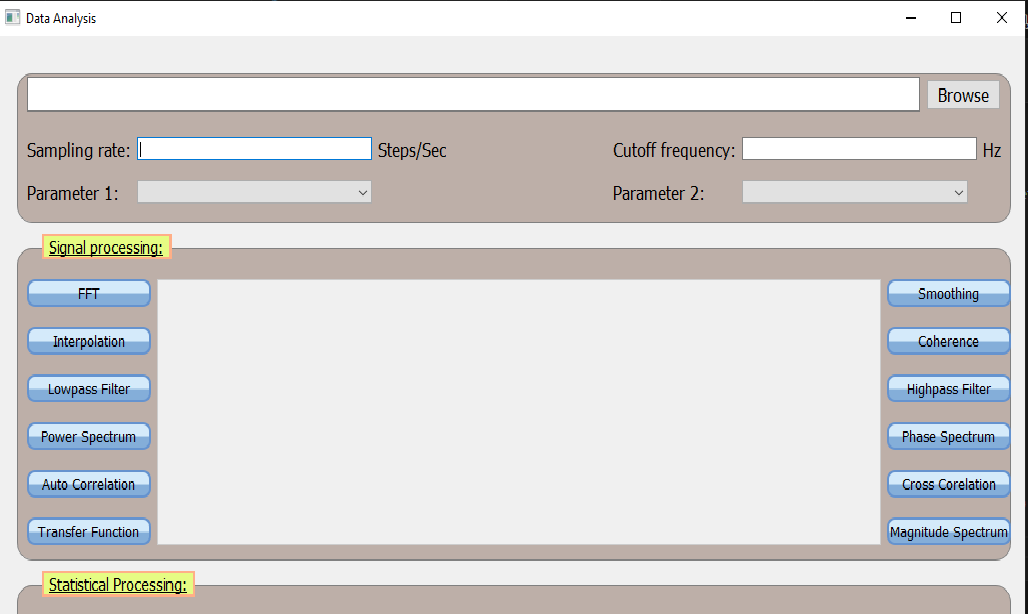 Data Analysis
Browse
Sampling rate: Steps/Sec Cutoff frequency: Hz
Parameter 1: Parameter 2:
Signal processing:
FFT Smoothing
Interpolation Coherence
Lowpass Filter Highpass Filter
Power Spectrum Phase Spectrum
Auto Correlation Cross Corelation
Transfer Function Magnitude Spectrum
Statistical Processing: